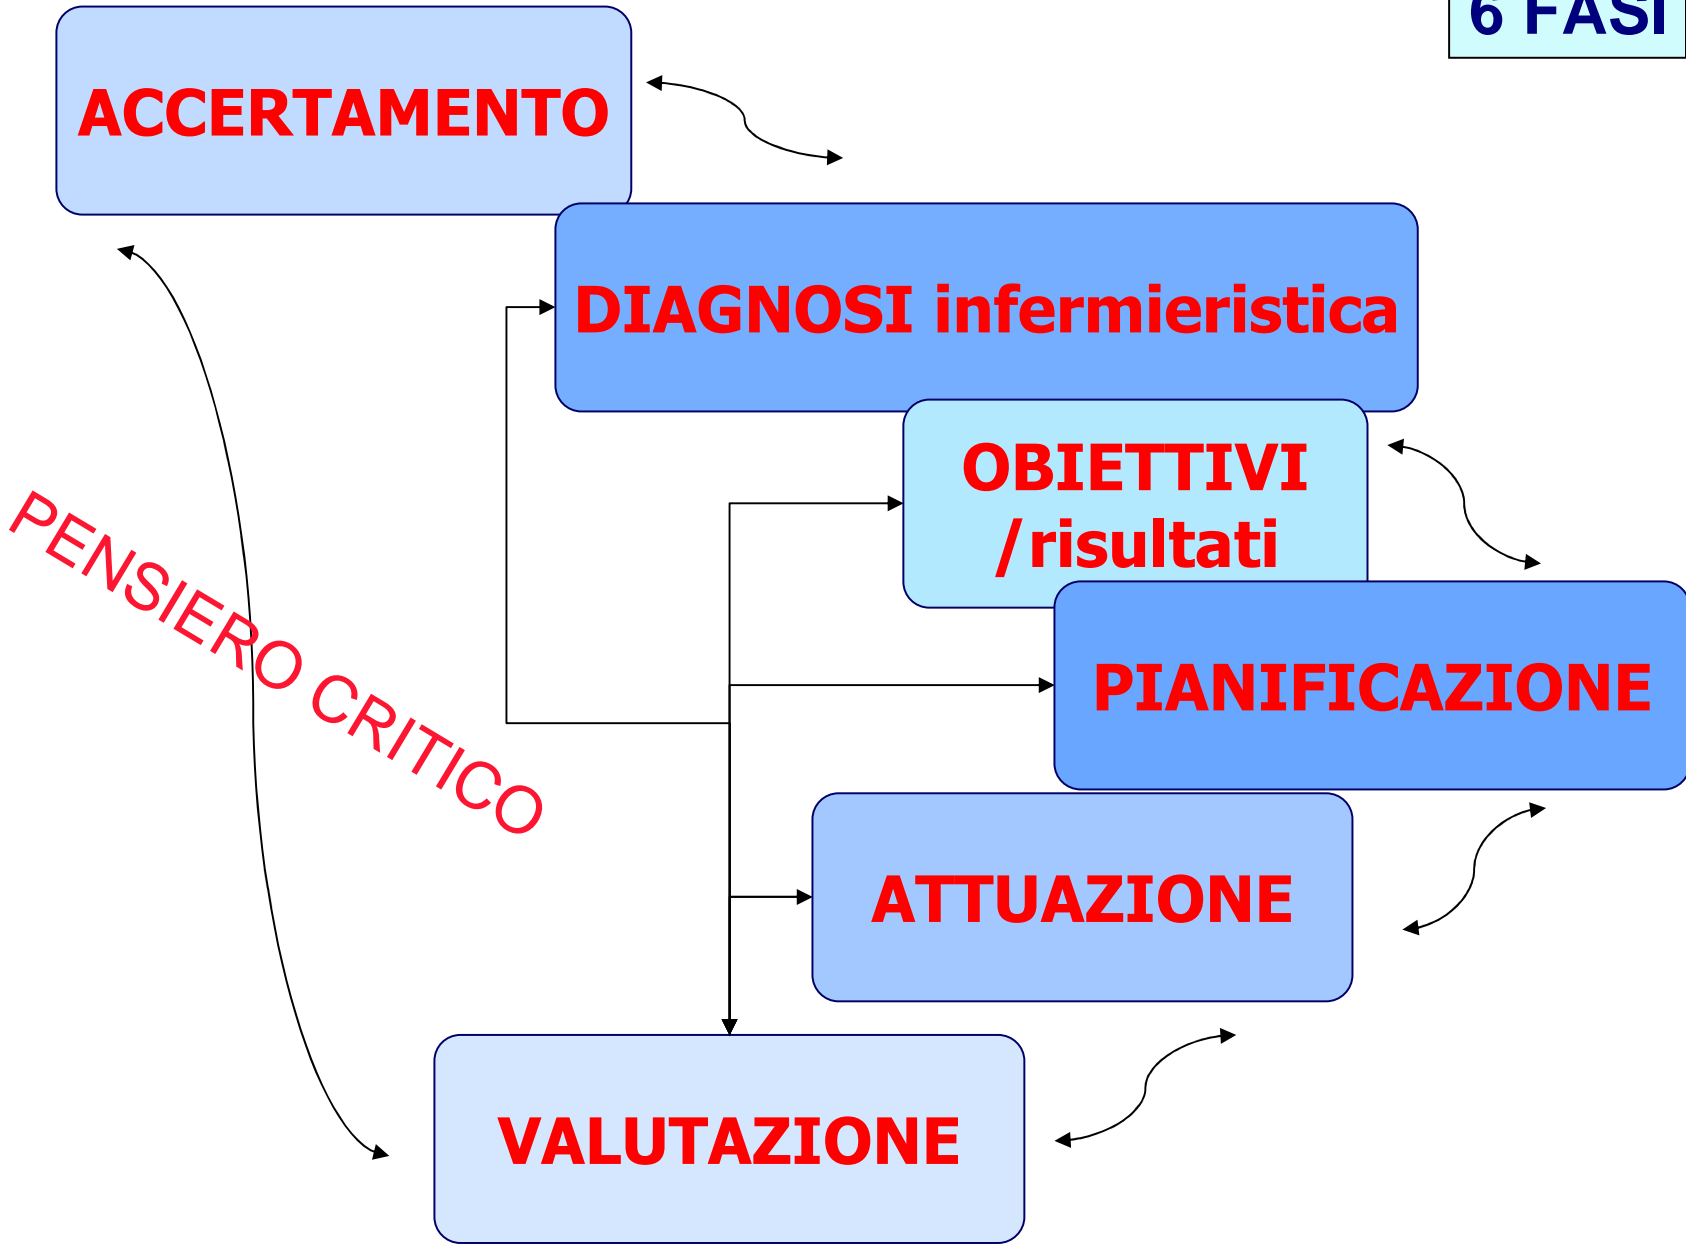 6 FASI
ACCERTAMENTO
DIAGNOSI infermieristica
OBIETTIVI
/risultati
PENSIERO CRITICO
PIANIFICAZIONE
ATTUAZIONE
VALUTAZIONE